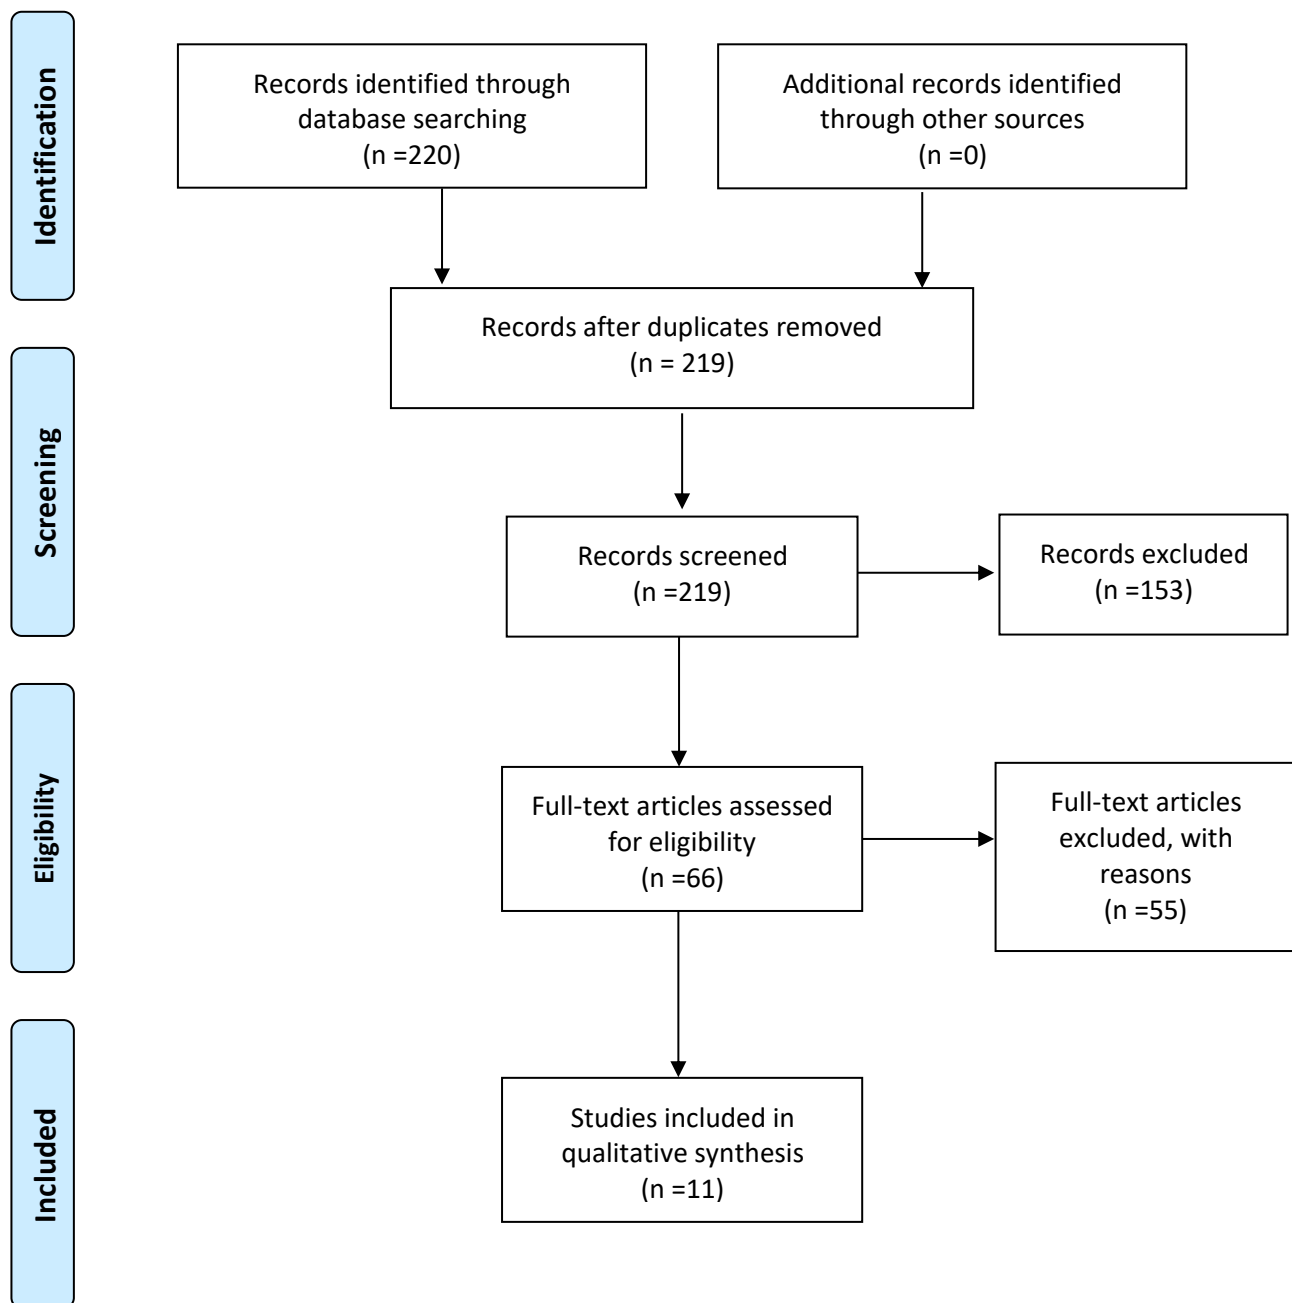 Identification
Records identified through
database searching
(n =220)
Additional records identified
through other sources
(n =0)
Records after duplicates removed
(n = 219)
Screening
Records screened
(n =219)
Records excluded
(n =153)
Eligibility
Full-text articles assessed
for eligibility
(n =66)
Full-text articles
excluded, with
reasons
(n =55)
Included
Studies included in
qualitative synthesis
(n =11)